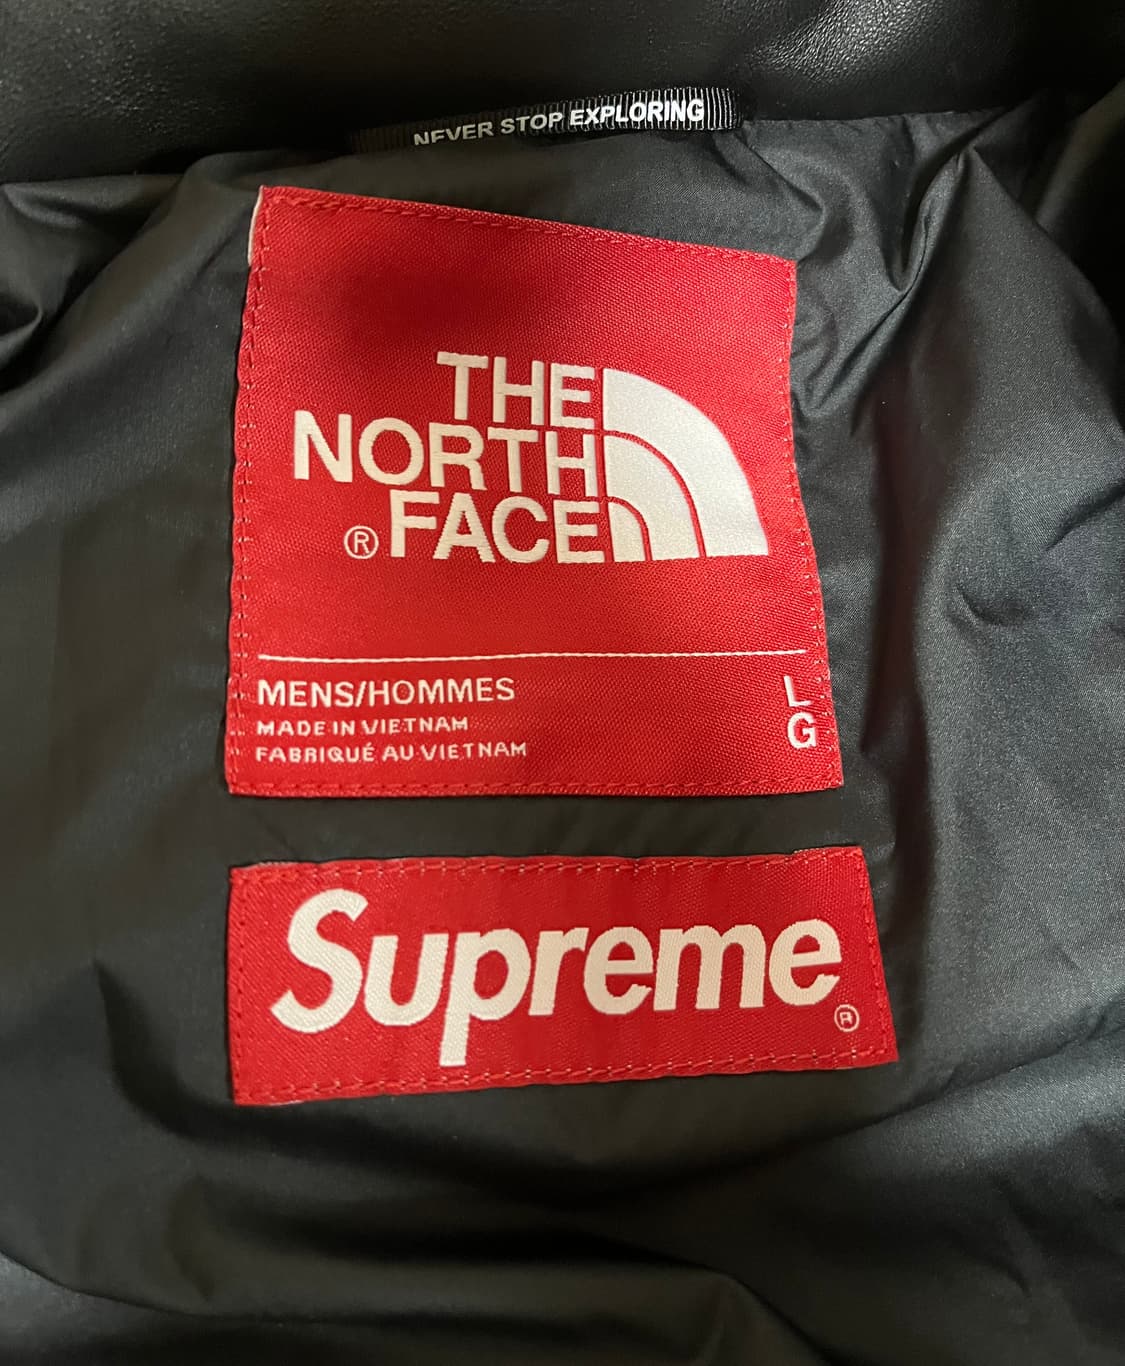 NEVER STOP EXPLORING
THE
NORTH
® FACE
MENS/HOMMES
MADE IN VIETNAM
FABRIQUÉ AU VIETNAM
L
G
Supreme
®